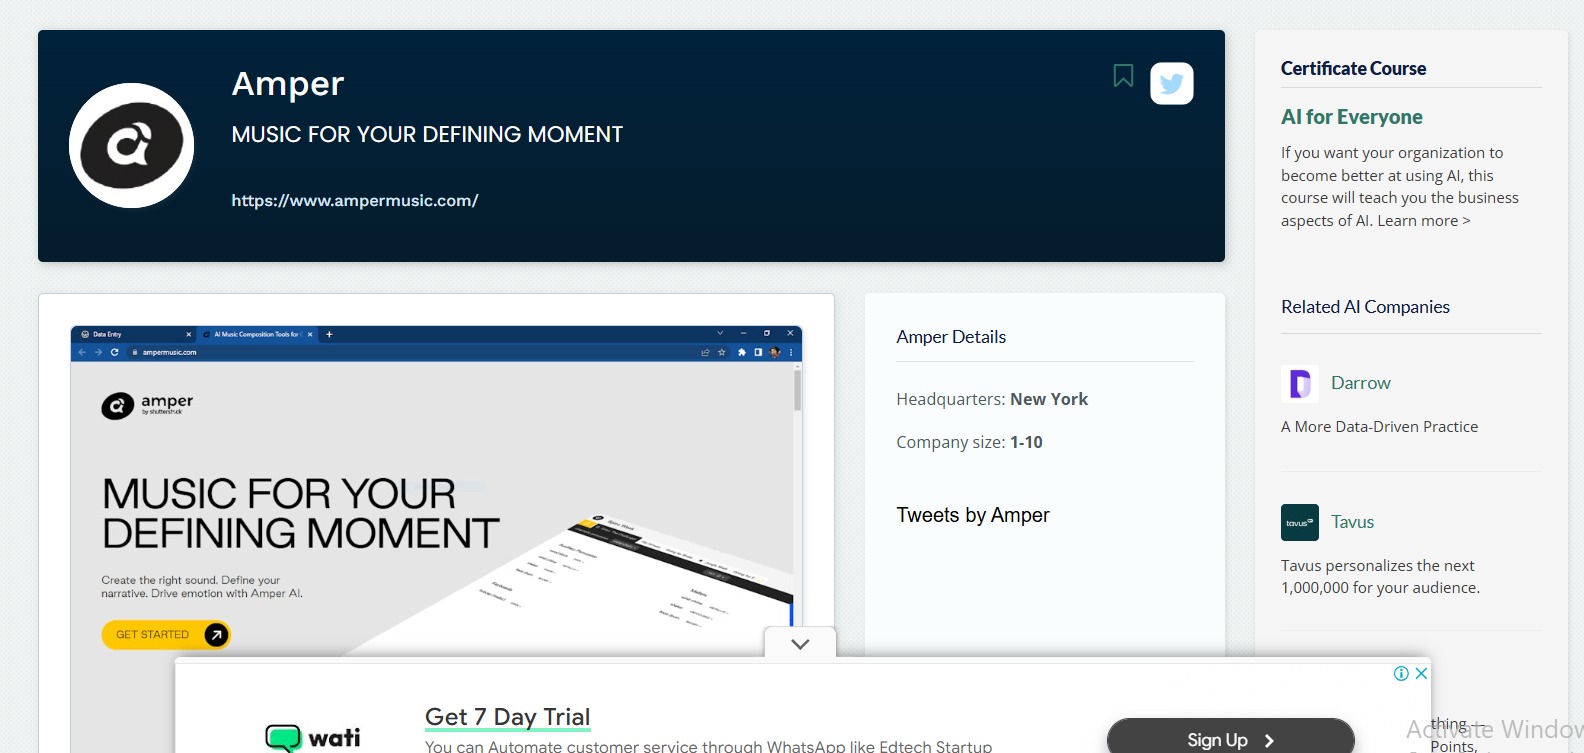 Amper
MUSIC FOR YOUR DEFINING MOMENT
https://www.ampermusic.com/
Data Entry
AI Music Composition Tools for C
ampermusic.com
amper
by shutterstock
MUSIC FOR YOUR
DEFINING MOMENT
Create the right sound. Define your
narrative. Drive emotion with Amper AI.
GET STARTED
Amper Details
Headquarters: New York
Company size: 1-10
Tweets by Amper
Certificate Course
AI for Everyone
If you want your organization to
become better at using AI, this
course will teach you the business
aspects of AI. Learn more >
Related AI Companies
Darrow
A More Data-Driven Practice
tavus
Tavus
Tavus personalizes the next
1,000,000 for your audience.
thing —
Points,
Activate Window
wati
Get 7 Day Trial
You can Automate customer service through WhatsApp like Edtech Startup
Sign Up